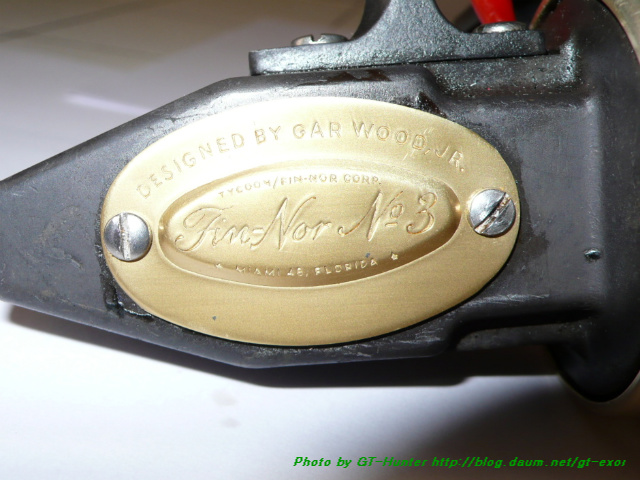 DESIGNED BY GAR WOOD, JR.
TYCOON/FIN-NOR CORP.
Fin-Nor No 3
MIAMI 48, FLORIDA
Photo by GT-Hunter http://blog.daum.net/gt-exor